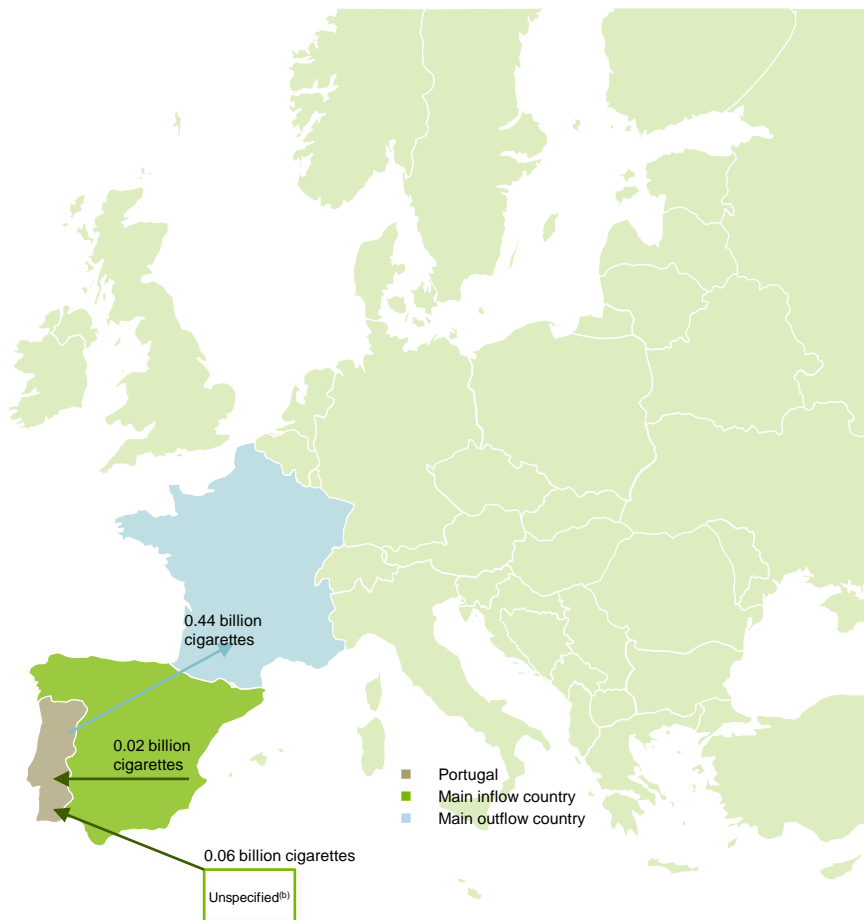 0.44 billion
cigarettes
0.02 billion
cigarettes
Portugal
Main inflow country
Main outflow country
0.06 billion cigarettes
Unspecified(b)